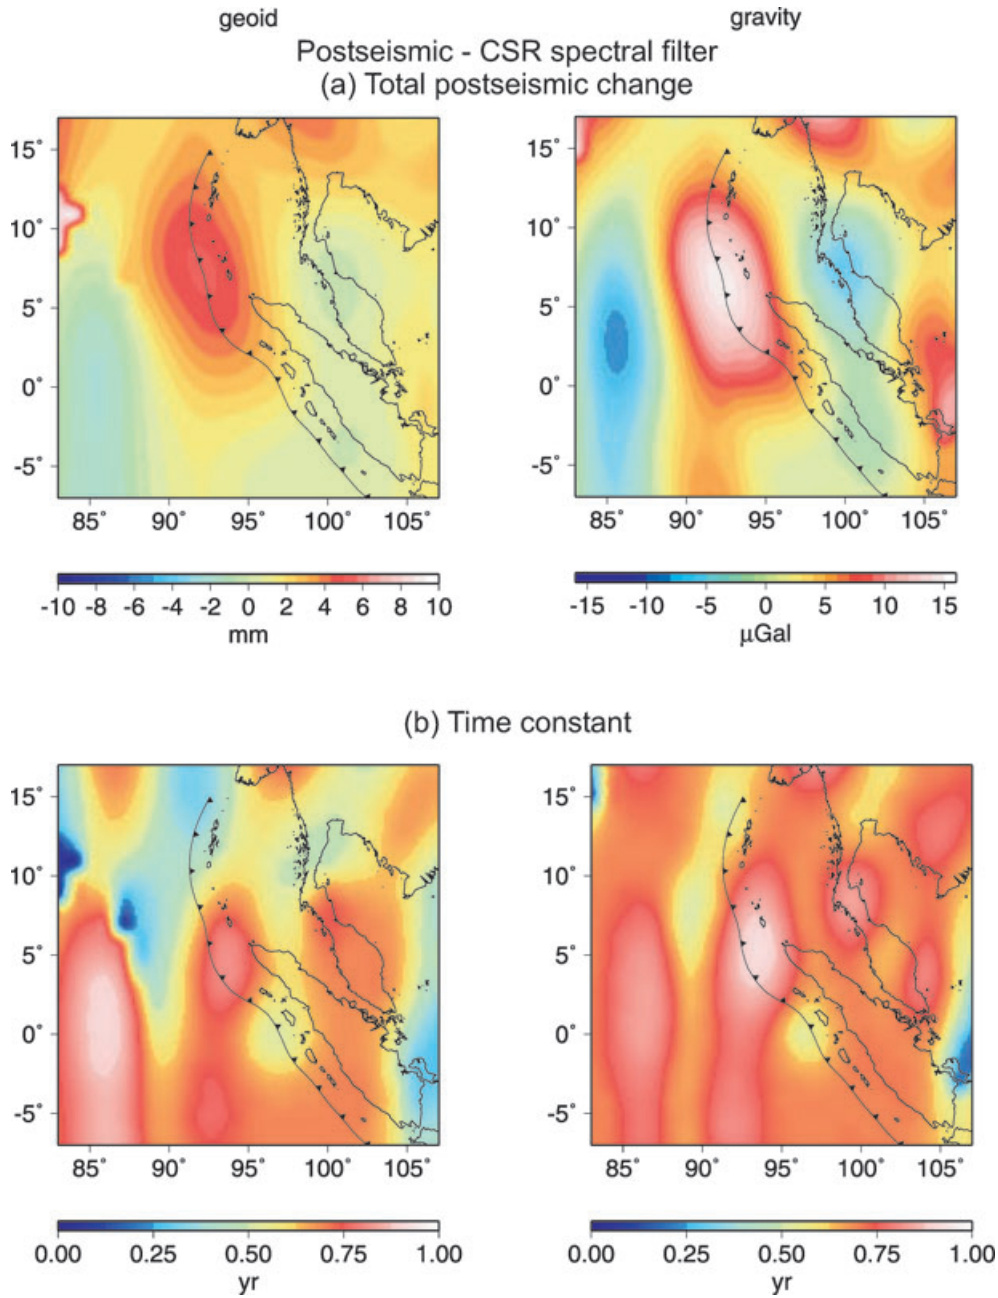 geoid gravity
Postseismic - CSR spectral filter
(a) Total postseismic change
15˚ 15˚
10˚ 10˚
5˚ 5˚
0˚ 0˚
-5˚ -5˚
85˚ 90˚ 95˚ 100˚ 105˚ 85˚ 90˚ 95˚ 100˚ 105˚
-10 -8 -6 -4 -2 0 2 4 6 8 10 -15 -10 -5 0 5 10 15
mm μGal
(b) Time constant
15˚ 15˚
10˚ 10˚
5˚ 5˚
0˚ 0˚
-5˚ -5˚
85˚ 90˚ 95˚ 100˚ 105˚ 85˚ 90˚ 95˚ 100˚ 105˚
0.00 0.25 0.50 0.75 1.00 0.00 0.25 0.50 0.75 1.00
yr yr